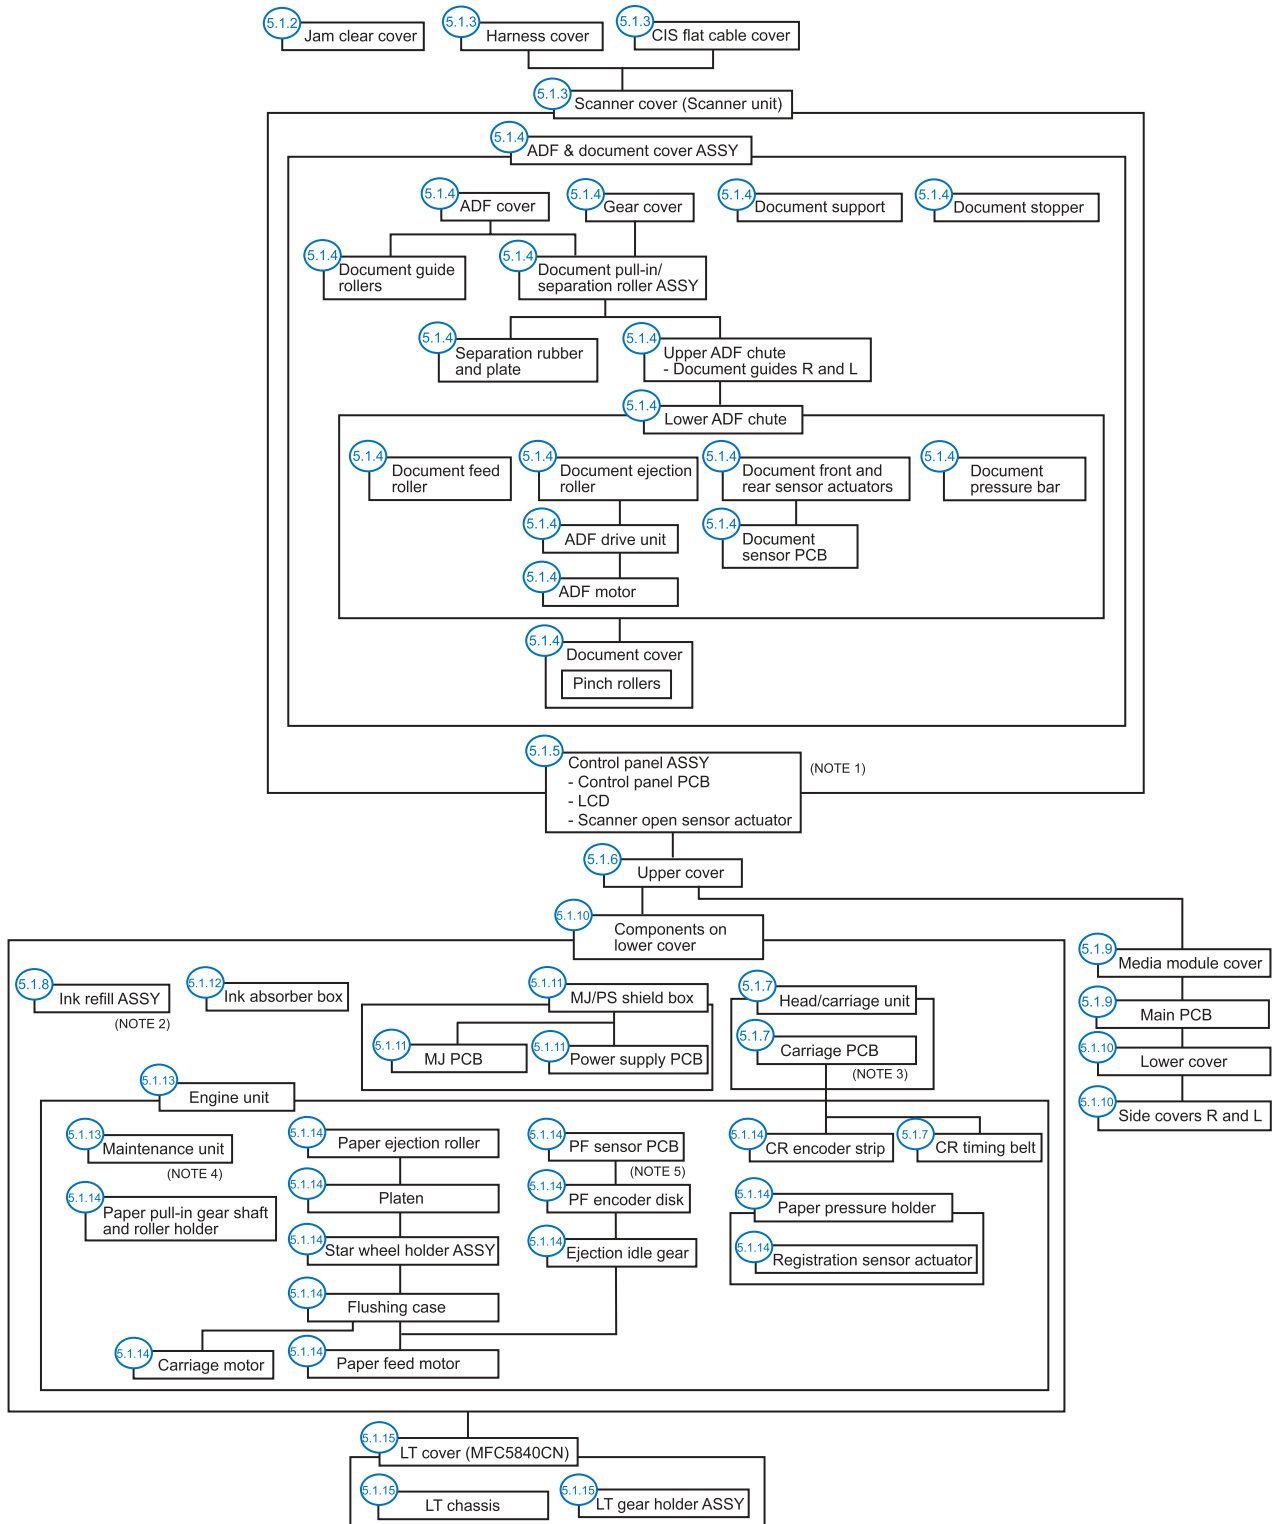 5.1.2
Jam clear cover
5.1.3
Harness cover
5.1.3
CIS flat cable cover
5.1.3
Scanner cover (Scanner unit)
5.1.4
ADF & document cover ASSY
5.1.4
ADF cover
5.1.4
Gear cover
5.1.4
Document support
5.1.4
Document stopper
5.1.4
Document guide
rollers
5.1.4
Document pull-in/
separation roller ASSY
5.1.4
Separation rubber
and plate
5.1.4
Upper ADF chute
- Document guides R and L
5.1.4
Lower ADF chute
5.1.4
Document feed
roller
5.1.4
Document ejection
roller
5.1.4
Document front and
rear sensor actuators
5.1.4
Document
pressure bar
5.1.4
ADF drive unit
5.1.4
Document
sensor PCB
5.1.4
ADF motor
5.1.4
Document cover
Pinch rollers
5.1.5
Control panel ASSY
- Control panel PCB
- LCD
- Scanner open sensor actuator
(NOTE 1)
5.1.6
Upper cover
5.1.10
Components on
lower cover
5.1.9
Media module cover
5.1.9
Main PCB
5.1.10
Lower cover
5.1.10
Side covers R and L
5.1.8
Ink refill ASSY
(NOTE 2)
5.1.12
Ink absorber box
5.1.11
MJ/PS shield box
5.1.11
MJ PCB
5.1.11
Power supply PCB
5.1.7
Head/carriage unit
5.1.7
Carriage PCB
(NOTE 3)
5.1.13
Engine unit
5.1.13
Maintenance unit
(NOTE 4)
5.1.14
Paper ejection roller
5.1.14
PF sensor PCB
(NOTE 5)
5.1.14
CR encoder strip
5.1.7
CR timing belt
5.1.14
Paper pull-in gear shaft
and roller holder
5.1.14
Platen
5.1.14
PF encoder disk
5.1.14
Paper pressure holder
5.1.14
Star wheel holder ASSY
5.1.14
Ejection idle gear
5.1.14
Registration sensor actuator
5.1.14
Flushing case
5.1.14
Carriage motor
5.1.14
Paper feed motor
5.1.15
LT cover (MFC5840CN)
5.1.15
LT chassis
5.1.15
LT gear holder ASSY